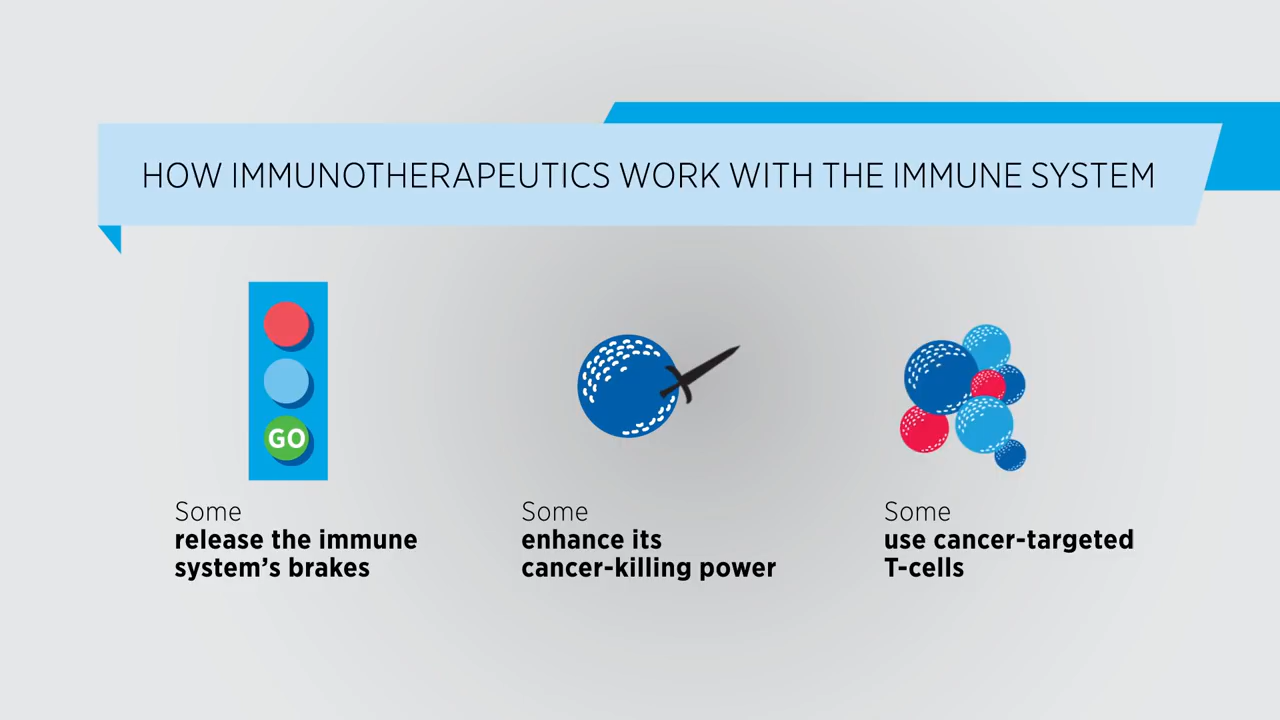 HOW IMMUNOTHERAPEUTICS WORK WITH THE IMMUNE SYSTEM
GO
Some
release the immune
system’s brakes
Some
enhance its
cancer-killing power
Some
use cancer-targeted
T-cells